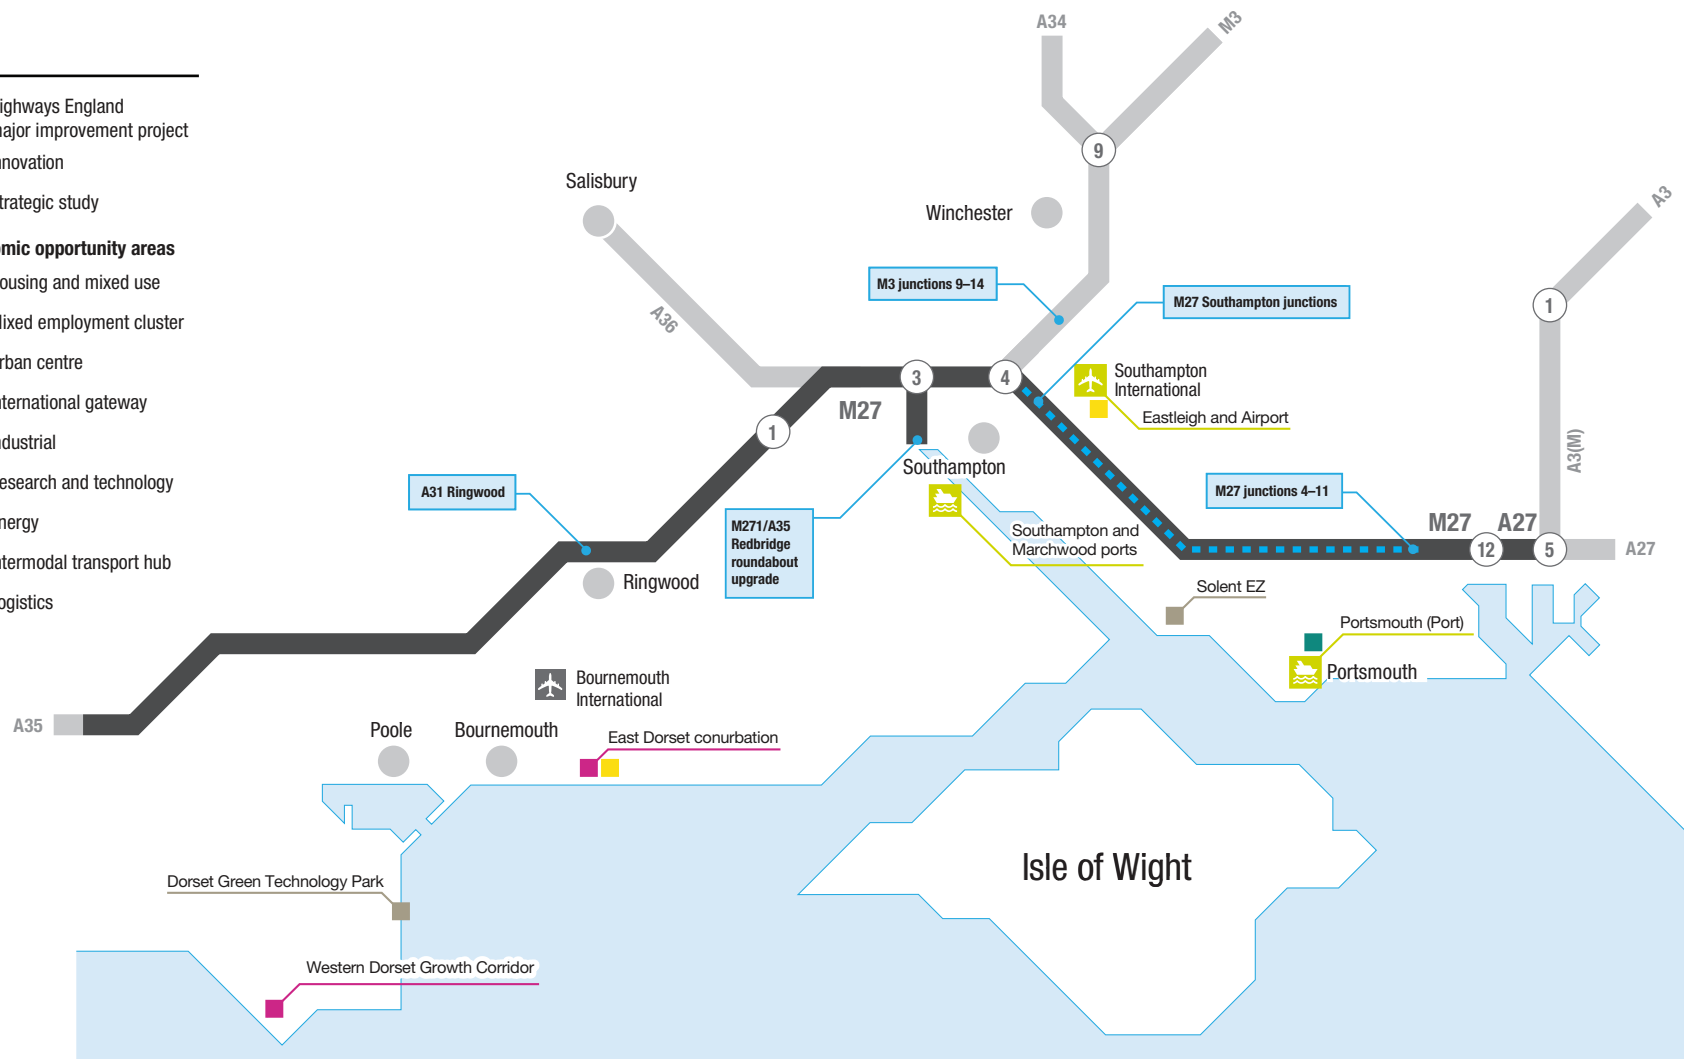 ighways England
ajor improvement project
nnovation
trategic study
omic opportunity areas
ousing and mixed use
ixed employment cluster
rban centre
nternational gateway
ndustrial
esearch and technology
nergy
ntermodal transport hub
ogistics
A34
M3
9
Salisbury
Winchester
A3
M3 junctions 9–14
M27 Southampton junctions
1
A36
3
4
Southampton
International
M27
Eastleigh and Airport
1
Southampton
A3(M)
A31 Ringwood
M27 junctions 4–11
M271/A35
Redbridge
roundabout
upgrade
Southampton and
Marchwood ports
M27
A27
12
5
A27
Ringwood
Solent EZ
Portsmouth (Port)
Portsmouth
Bournemouth
International
A35
Poole
Bournemouth
East Dorset conurbation
Isle of Wight
Dorset Green Technology Park
Western Dorset Growth Corridor